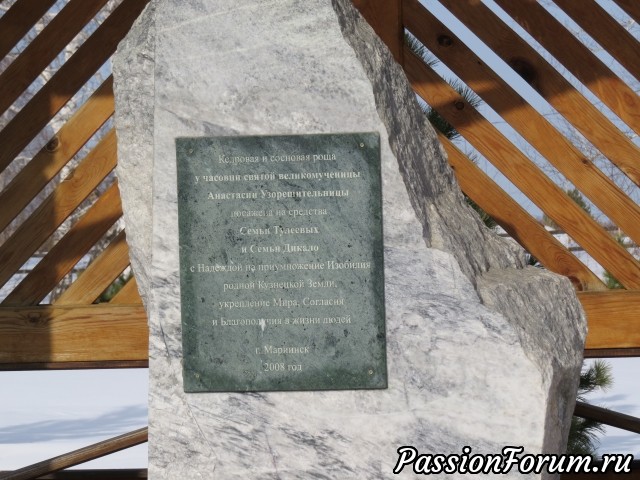 Кедровая и сосновая роща
у часовни святой великомученицы
Анастасии Узорешительницы
посажена на средства
Семьи Тулеевых
и Семьи Дикало
с Надеждой на приумножение Изобилия
родной Кузнецкой Земли,
укрепление Мира, Согласия
и Благополучия в жизни людей
г. Мариинск
2008 год
PassionForum.ru